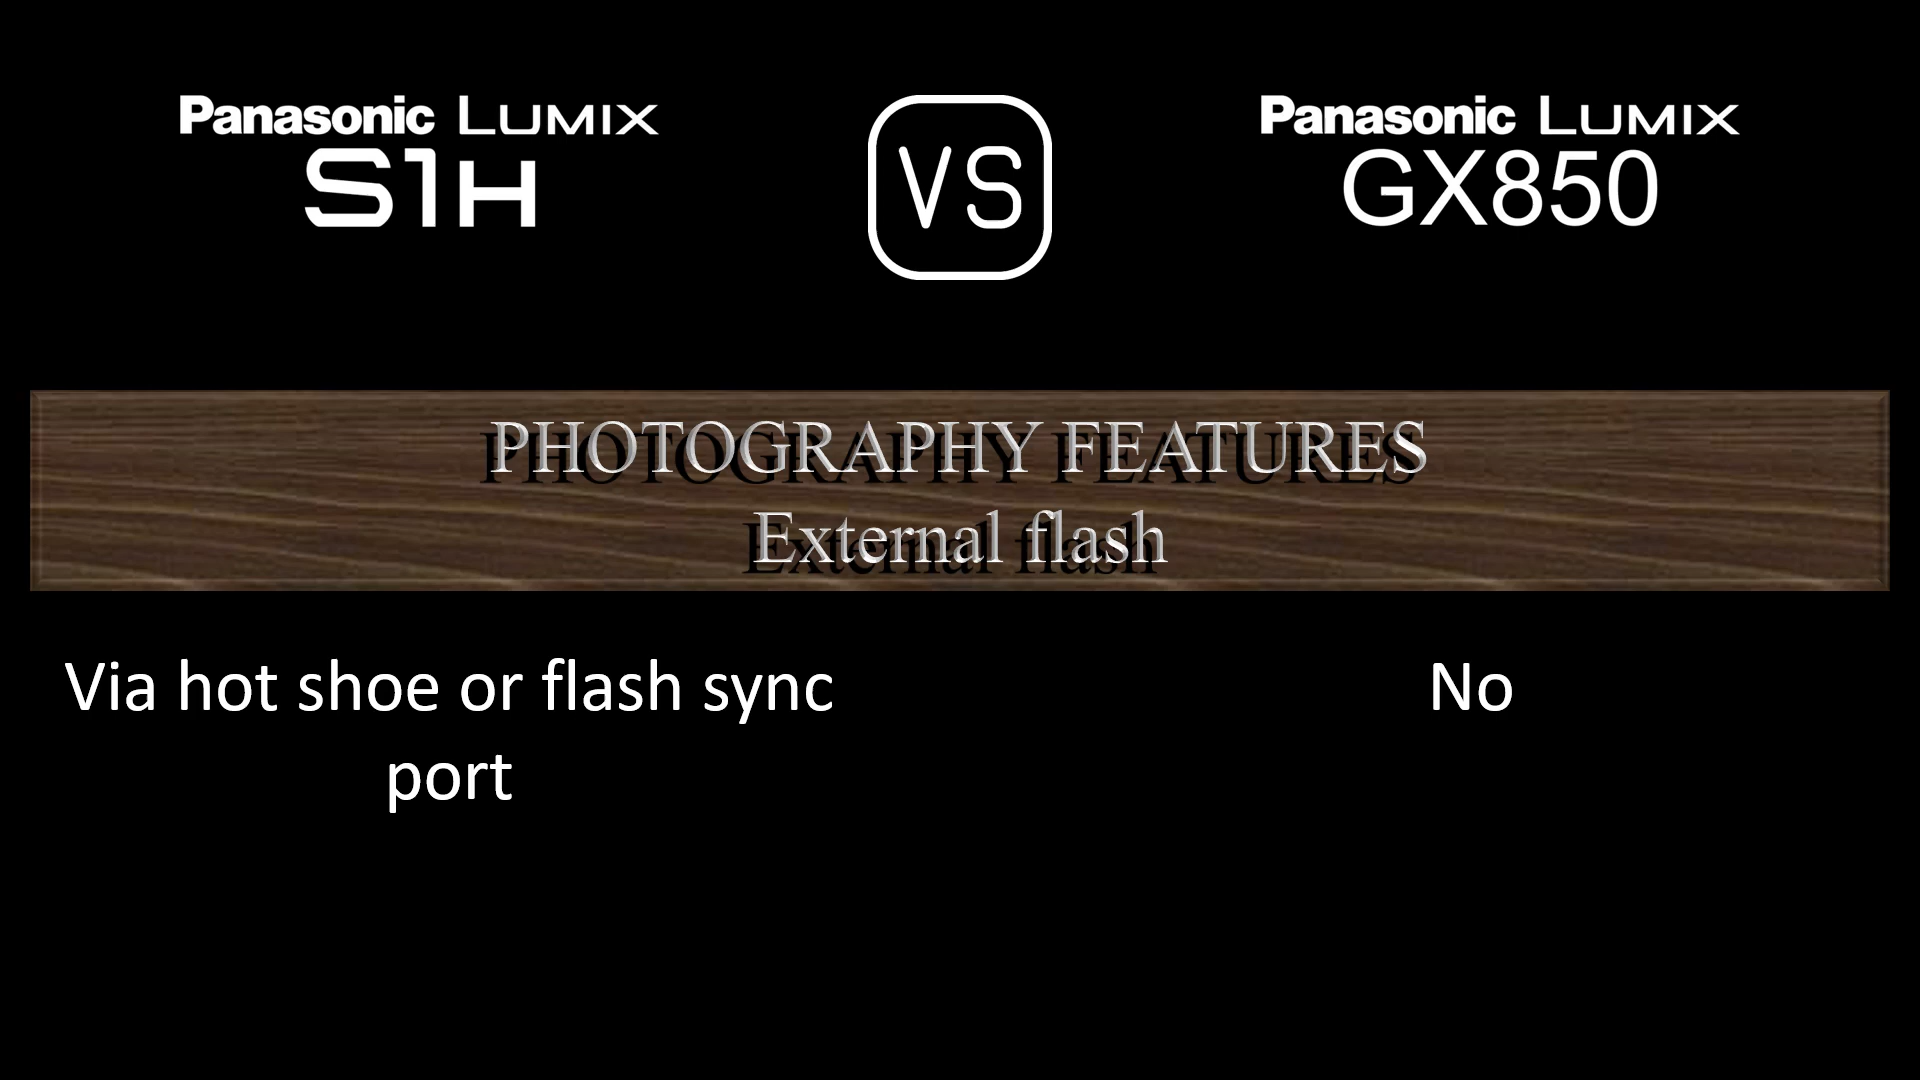 Panasonic LUMIX
S1H
VS
Panasonic LUMIX
GX850
PHOTOGRAPHY FEATURES
External flash
Via hot shoe or flash sync
port
No